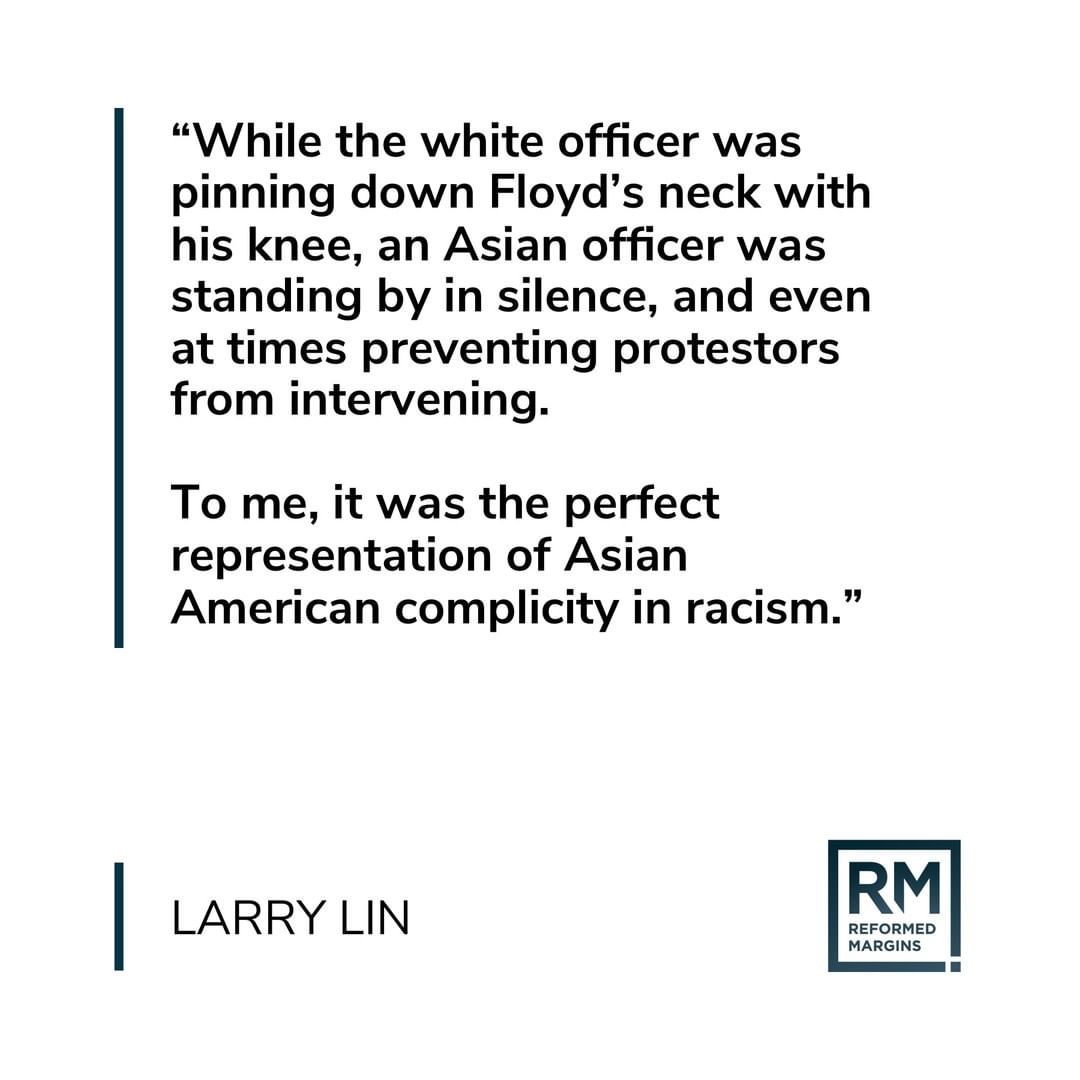 “While the white officer was
pinning down Floyd’s neck with
his knee, an Asian officer was
standing by in silence, and even
at times preventing protestors
from intervening.
To me, it was the perfect
representation of Asian
American complicity in racism.”
LARRY LIN
RM
REFORMED
MARGINS